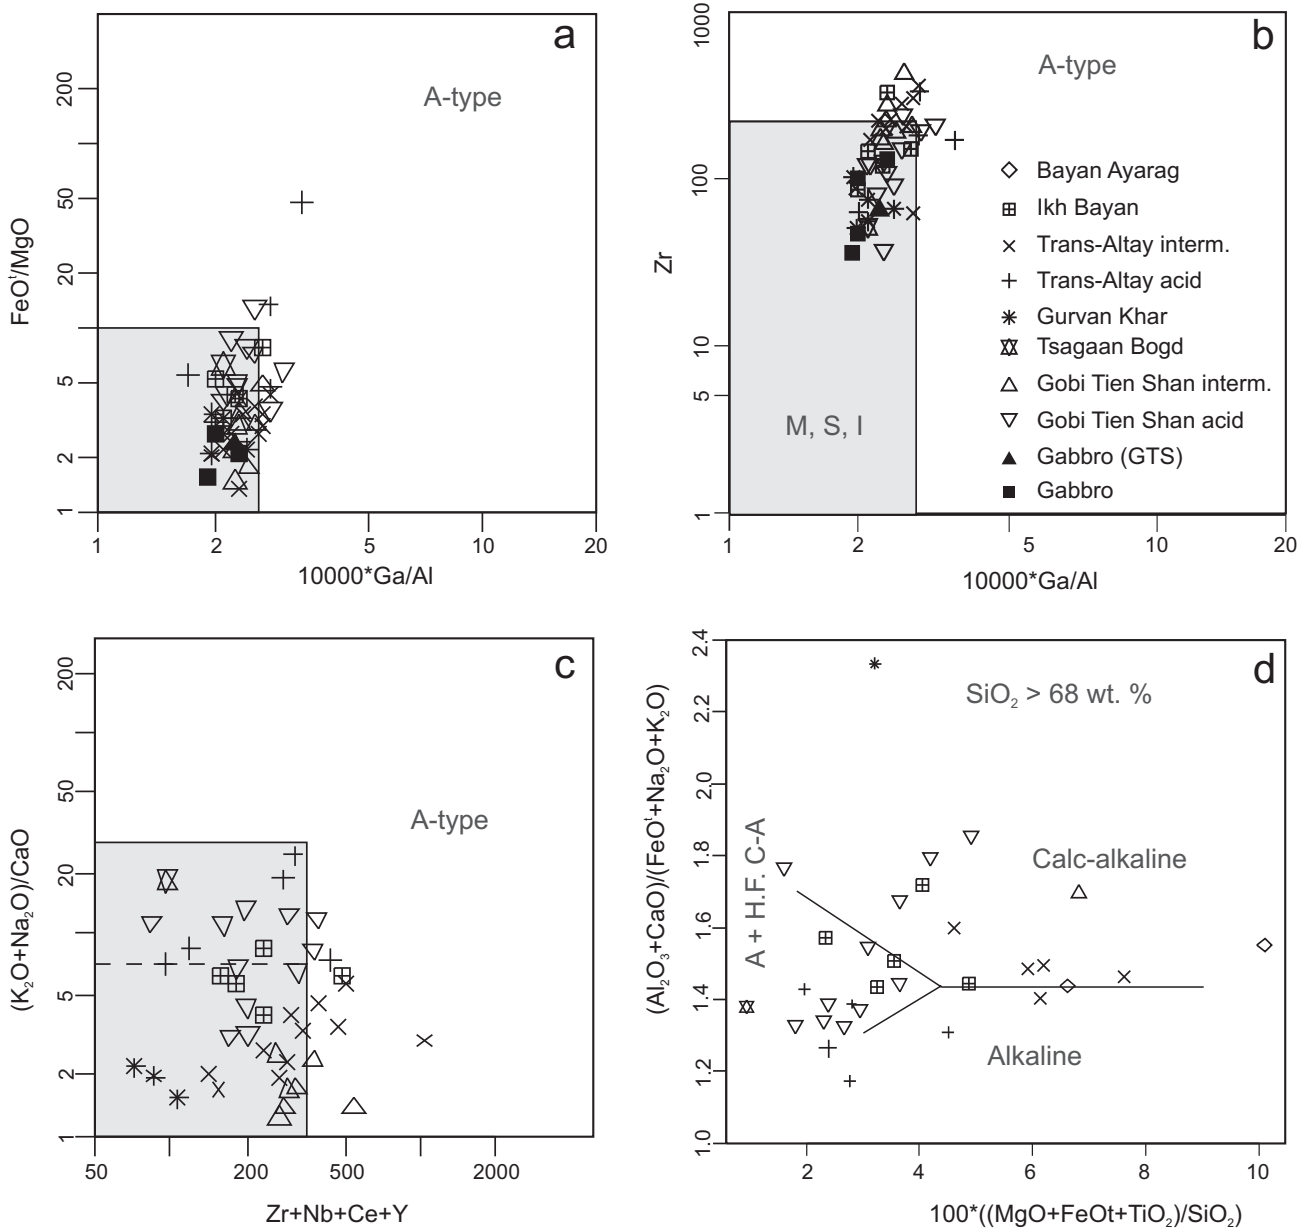 a
A-type
200
50
20
5
2
1
FeOᵗ/MgO
1 2 5 10 20
10000*Ga/Al
b
A-type
1000
100
5
1
Zr
M, S, I
Bayan Ayarag
Ikh Bayan
Trans-Altay interm.
Trans-Altay acid
Gurvan Khar
Tsagaan Bogd
Gobi Tien Shan interm.
Gobi Tien Shan acid
Gabbro (GTS)
Gabbro
1 2 5 10 20
10000*Ga/Al
c
A-type
200
50
20
5
2
1
(K₂O+Na₂O)/CaO
50 200 500 2000
Zr+Nb+Ce+Y
d
SiO₂ > 68 wt. %
2.4
2.2
2.0
1.8
1.6
1.4
1.2
1.0
(Al₂O₃+CaO)/(FeOᵗ+Na₂O+K₂O)
A + H.F. C-A
Calc-alkaline
Alkaline
2 4 6 8 10
100*((MgO+FeOt+TiO₂)/SiO₂)